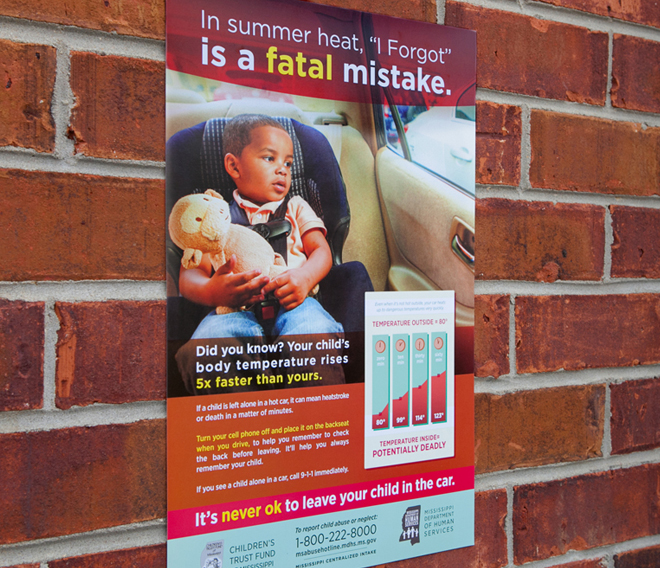 In summer heat, "I Forgot"
is a fatal mistake.
Did you know? Your child's
body temperature rises
5x faster than yours.
If a child is left alone in a hot car, it can mean heatstroke
or death in a matter of minutes.
Turn your cell phone off and place it on the backseat
when you drive, to help you remember to check
the back before leaving. It'll help you always
remember your child.
If you see a child alone in a car, call 9-1-1 immediately.
TEMPERATURE OUTSIDE = 80°
80° 99° 114° 123°
TEMPERATURE INSIDE=
POTENTIALLY DEADLY
It's never ok to leave your child in the car.
CHILDREN'S
TRUST FUND
MISSISSIPPI
To report child abuse or neglect:
1-800-222-8000
msabusehotline.mdhs.ms.gov
MISSISSIPPI CENTRALIZED INTAKE
MISSISSIPPI
DEPARTMENT
OF HUMAN
SERVICES